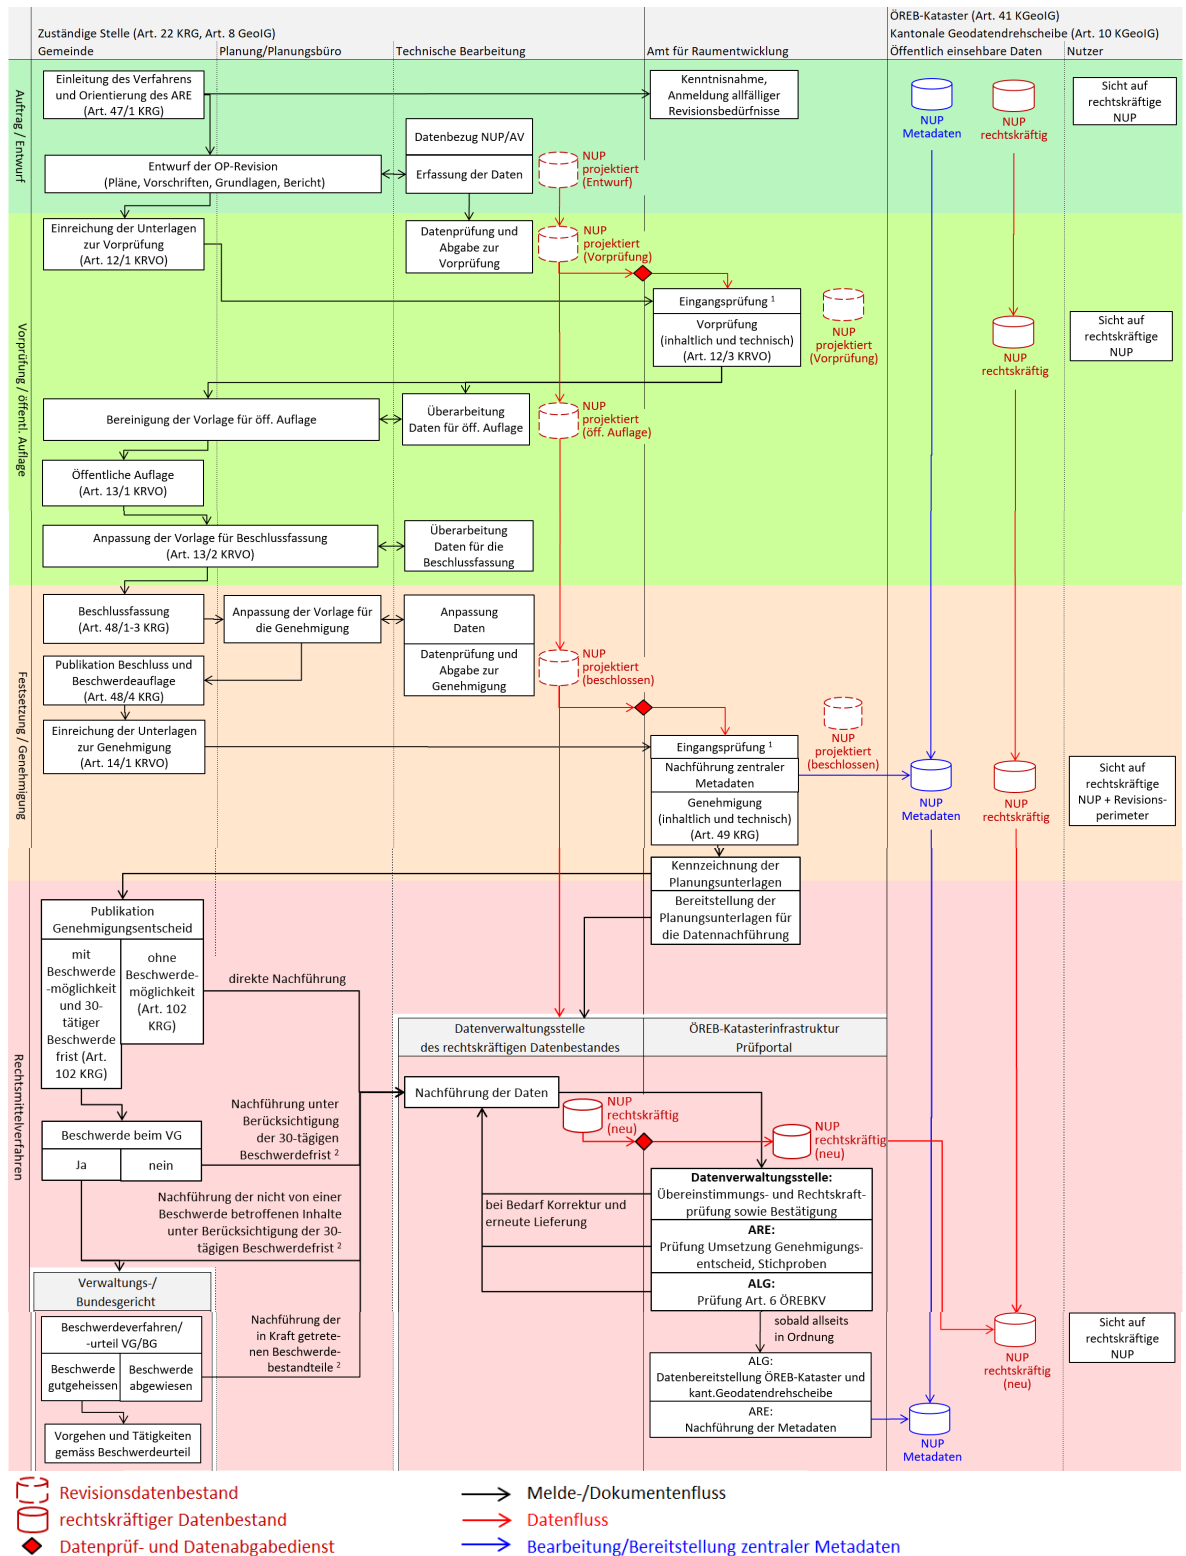 ÖREB-Kataster (Art. 41 KGeoIG)
Zuständige Stelle (Art. 22 KRG, Art. 8 GeoIG)
Kantonale Geodatendrehscheibe (Art. 10 KGeoIG)
Gemeinde
Planung/Planungsbüro
Technische Bearbeitung
Amt für Raumentwicklung
Öffentlich einsehbare Daten
Nutzer
Auftrag / Entwurf
Einleitung des Verfahrens
und Orientierung des ARE
(Art. 47/1 KRG)
Kenntnisnahme,
Anmeldung allfälliger
Revisionsbedürfnisse
NUP
Metadaten
NUP
rechtskräftig
Sicht auf
rechtskräftige
NUP
Datenbezug NUP/AV
Entwurf der OP-Revision
(Pläne, Vorschriften, Grundlagen, Bericht)
Erfassung der Daten
NUP
projektiert
(Entwurf)
Vorprüfung / öffentl. Auflage
Einreichung der Unterlagen
zur Vorprüfung
(Art. 12/1 KRVO)
Datenprüfung und
Abgabe zur
Vorprüfung
NUP
projektiert
(Vorprüfung)
Eingangsprüfung 1
Vorprüfung
(inhaltlich und technisch)
(Art. 12/3 KRVO)
NUP
projektiert
(Vorprüfung)
NUP
rechtskräftig
Sicht auf
rechtskräftige
NUP
Bereinigung der Vorlage für öff. Auflage
Überarbeitung
Daten für öff. Auflage
NUP
projektiert
(öff. Auflage)
Öffentliche Auflage
(Art. 13/1 KRVO)
Anpassung der Vorlage für Beschlussfassung
(Art. 13/2 KRVO)
Überarbeitung
Daten für die
Beschlussfassung
Festsetzung / Genehmigung
Beschlussfassung
(Art. 48/1-3 KRG)
Anpassung der Vorlage für
die Genehmigung
Anpassung
Daten
Datenprüfung und
Abgabe zur
Genehmigung
NUP
projektiert
(beschlossen)
Publikation Beschluss und
Beschwerdeauflage
(Art. 48/4 KRG)
Einreichung der Unterlagen
zur Genehmigung
(Art. 14/1 KRVO)
Eingangsprüfung 1
Nachführung zentraler
Metadaten
Genehmigung
(inhaltlich und technisch)
(Art. 49 KRG)
NUP
projektiert
(beschlossen)
NUP
Metadaten
NUP
rechtskräftig
Sicht auf
rechtskräftige
NUP + Revisions-
perimeter
Kennzeichnung der
Planungsunterlagen
Bereitstellung der
Planungsunterlagen für
die Datennachführung
Rechtsmittelverfahren
Publikation
Genehmigungsentscheid
mit
Beschwerde
-möglichkeit
und 30-
tätiger
Beschwerde
frist (Art.
102 KRG)
ohne
Beschwerde-
möglichkeit
(Art. 102
KRG)
direkte Nachführung
Datenverwaltungsstelle
des rechtskräftigen Datenbestandes
ÖREB-Katasterinfrastruktur
Prüfportal
Nachführung der Daten
NUP
rechtskräftig
(neu)
NUP
rechtskräftig
(neu)
Nachführung unter
Berücksichtigung
der 30-tägigen
Beschwerdefrist 2
Beschwerde beim VG
Ja
nein
Datenverwaltungsstelle:
Übereinstimmungs- und Rechtskraft-
prüfung sowie Bestätigung
ARE:
Prüfung Umsetzung Genehmigungs-
entscheid, Stichproben
ALG:
Prüfung Art. 6 ÖREBKV
bei Bedarf Korrektur und
erneute Lieferung
Nachführung der nicht von einer
Beschwerde betroffenen Inhalte
unter Berücksichtigung der 30-
tägigen Beschwerdefrist 2
Verwaltungs-/
Bundesgericht
Beschwerdeverfahren/
-urteil VG/BG
Beschwerde
gutgeheissen
Beschwerde
abgewiesen
Nachführung der
in Kraft getrete-
nen Beschwerde-
bestandteile 2
sobald allseits
in Ordnung
NUP
rechtskräftig
(neu)
Sicht auf
rechtskräftige
NUP
ALG:
Datenbereitstellung ÖREB-Kataster und
kant.Geodatendrehscheibe
ARE:
Nachführung der Metadaten
NUP
Metadaten
Vorgehen und Tätigkeiten
gemäss Beschwerdeurteil
Revisionsdatenbestand
Melde-/Dokumentenfluss
rechtskräftiger Datenbestand
Datenfluss
Datenprüf- und Datenabgabedienst
Bearbeitung/Bereitstellung zentraler Metadaten